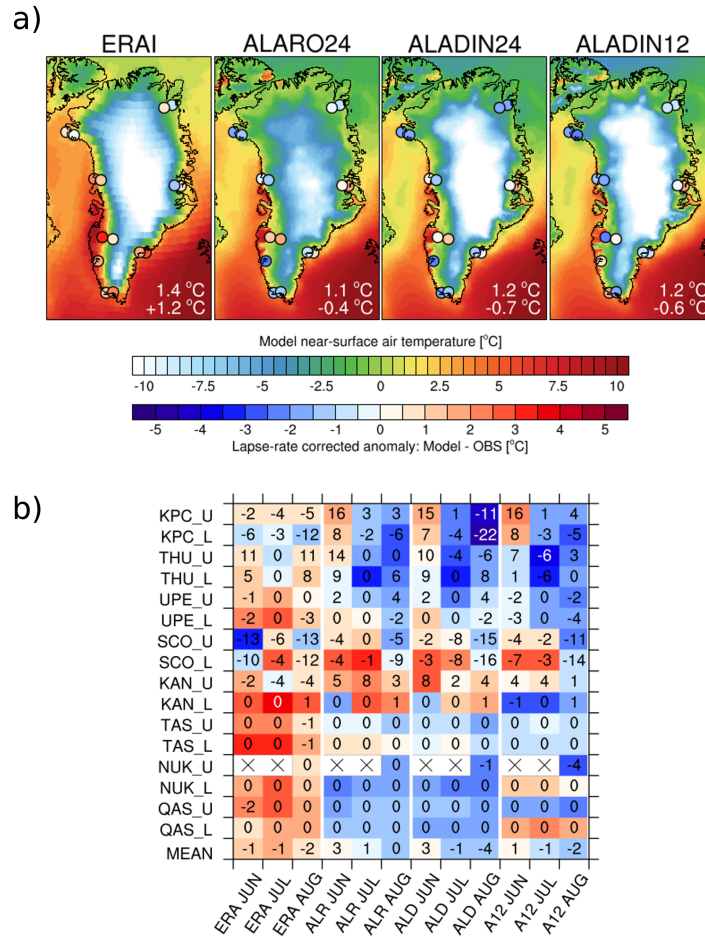 a)
ERAI ALARO24 ALADIN24 ALADIN12
1.4 °C 1.1 °C 1.2 °C 1.2 °C
+1.2 °C -0.4 °C -0.7 °C -0.6 °C
Model near-surface air temperature [°C]
-10 -7.5 -5 -2.5 0 2.5 5 7.5 10
-5 -4 -3 -2 -1 0 1 2 3 4 5
Lapse-rate corrected anomaly: Model - OBS [°C]
b)
KPC_U -2 -4 -5 16 3 3 15 1 -11 16 1 4
KPC_L -6 -3 -12 8 -2 -6 7 -4 -22 8 -3 -5
THU_U 11 0 11 14 0 0 10 -4 -6 7 -6 3
THU_L 5 0 8 9 0 6 9 0 8 1 -6 0
UPE_U -1 0 0 2 0 4 2 0 4 -2 0 -2
UPE_L -2 0 -3 0 0 -2 0 0 -2 -3 0 -4
SCO_U -13 -6 -13 -4 0 -5 -2 -8 -15 -4 -2 -11
SCO_L -10 -4 -12 -4 -1 -9 -3 -8 -16 -7 -3 -14
KAN_U -2 -4 -4 5 8 3 8 2 4 4 4 1
KAN_L 0 0 1 0 0 1 0 0 1 -1 0 1
TAS_U 0 0 -1 0 0 0 0 0 0 0 0 0
TAS_L 0 0 -1 0 0 0 0 0 0 0 0 0
NUK_U × × 0 × × 0 × × -1 × × -4
NUK_L 0 0 0 0 0 0 0 0 0 0 0 0
QAS_U -2 0 0 0 0 0 0 0 0 0 0 0
QAS_L 0 0 0 0 0 0 0 0 0 0 0 0
MEAN -1 -1 -2 3 1 0 3 -1 -4 1 -1 -2
ERA JUN ERA JUL ERA AUG ALR JUN ALR JUL ALR AUG ALD JUN ALD JUL ALD AUG A12 JUN A12 JUL A12 AUG